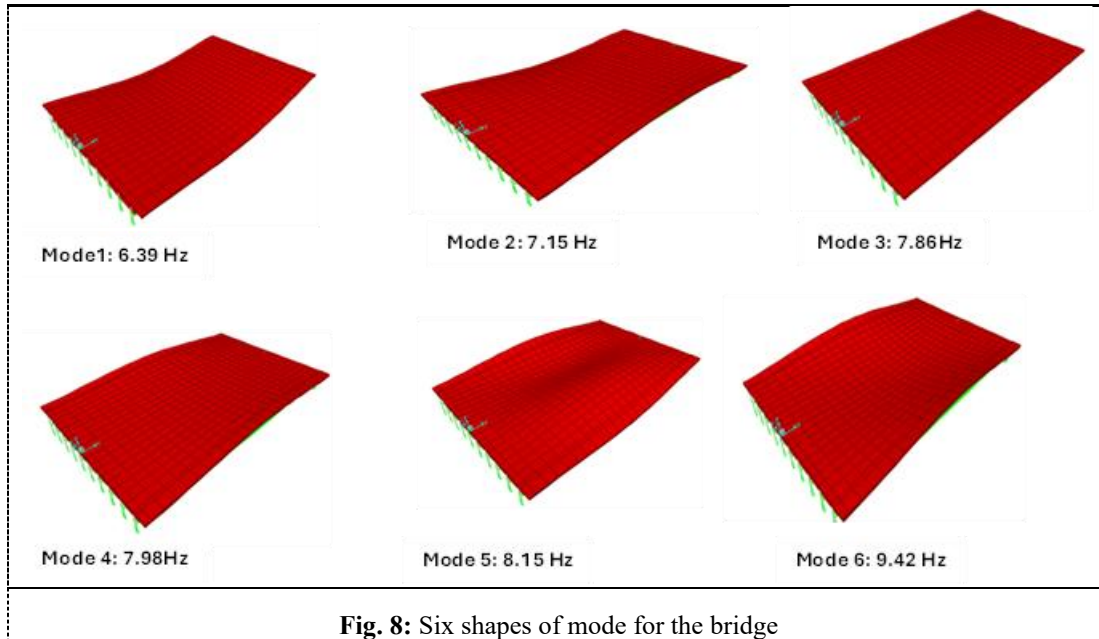 Mode1: 6.39 Hz
Mode 2: 7.15 Hz
Mode 3: 7.86Hz
Mode 4: 7.98Hz
Mode 5: 8.15 Hz
Mode 6: 9.42 Hz
Fig. 8: Six shapes of mode for the bridge